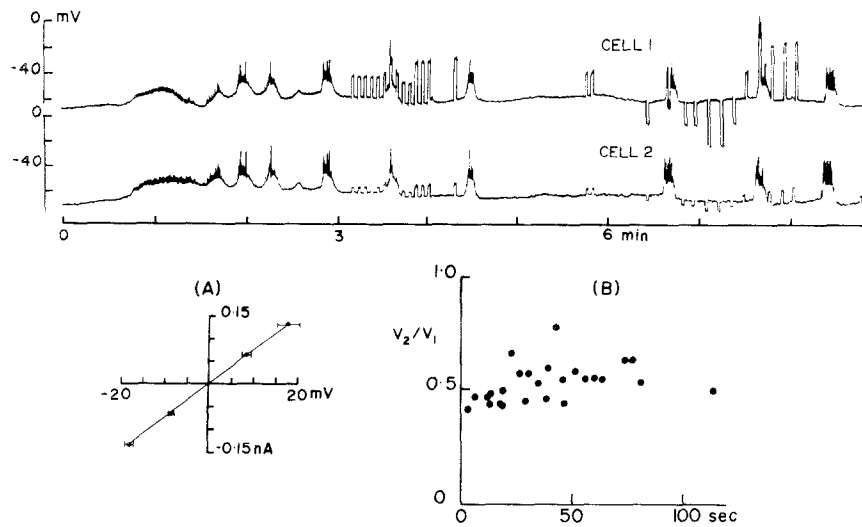 mV
0
CELL 1
-40
0
CELL 2
-40
0 3 6 min
(A) (B)
0·15
-20 20 mV
-0·15 nA
1·0
V₂/V₁
0·5
0
0 50 100 sec